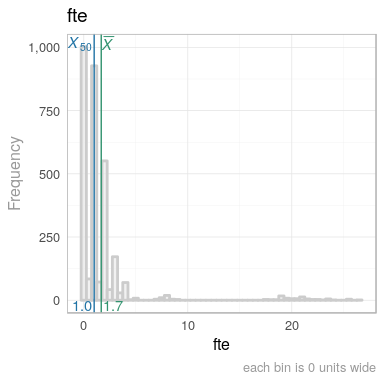 fte
X50 X̅
1,000
750
500
250
0
Frequency
1.0 1.7
0 10 20
fte
each bin is 0 units wide